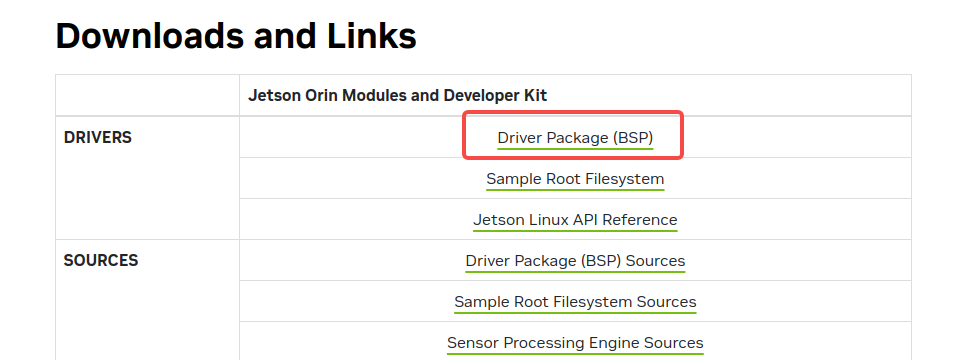 Downloads and Links
Jetson Orin Modules and Developer Kit
DRIVERS
Driver Package (BSP)
Sample Root Filesystem
Jetson Linux API Reference
SOURCES
Driver Package (BSP) Sources
Sample Root Filesystem Sources
Sensor Processing Engine Sources